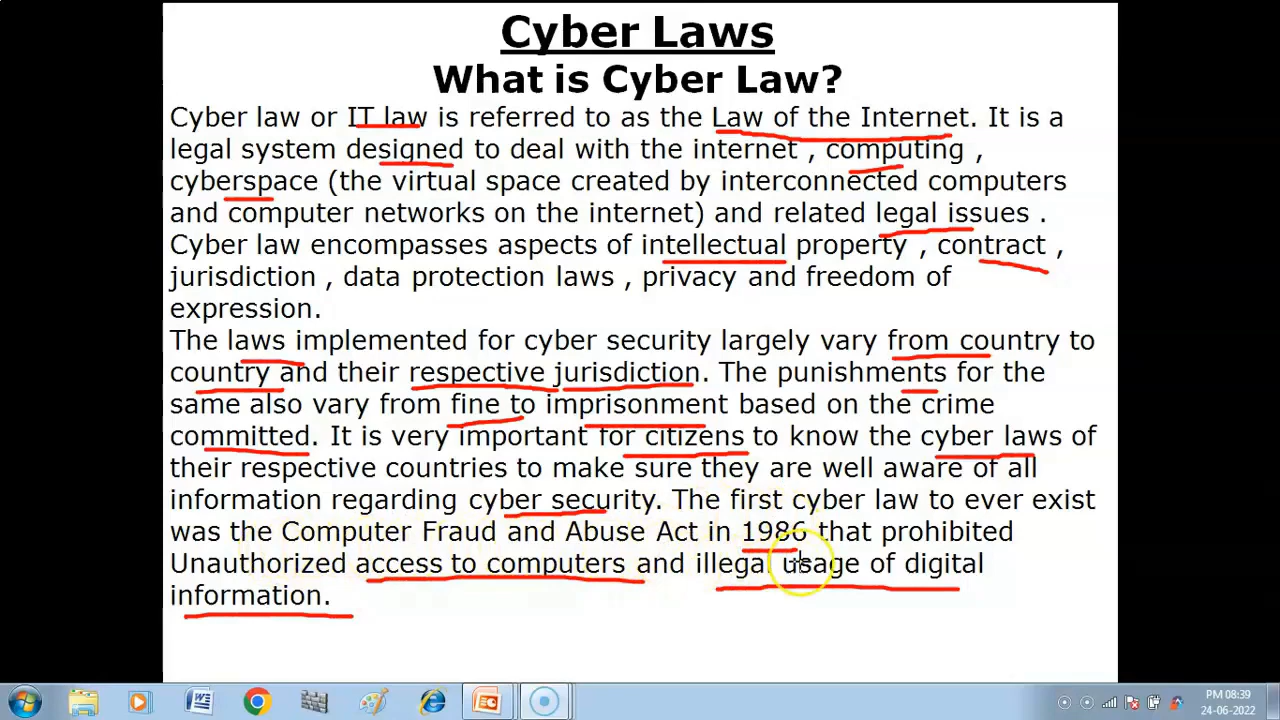 Cyber Laws
What is Cyber Law?
Cyber law or IT law is referred to as the Law of the Internet. It is a
legal system designed to deal with the internet , computing ,
cyberspace (the virtual space created by interconnected computers
and computer networks on the internet) and related legal issues .
Cyber law encompasses aspects of intellectual property , contract ,
jurisdiction , data protection laws , privacy and freedom of
expression.
The laws implemented for cyber security largely vary from country to
country and their respective jurisdiction. The punishments for the
same also vary from fine to imprisonment based on the crime
committed. It is very important for citizens to know the cyber laws of
their respective countries to make sure they are well aware of all
information regarding cyber security. The first cyber law to ever exist
was the Computer Fraud and Abuse Act in 1986 that prohibited
Unauthorized access to computers and illegal usage of digital
information.
PM 08:39
24-06-2022